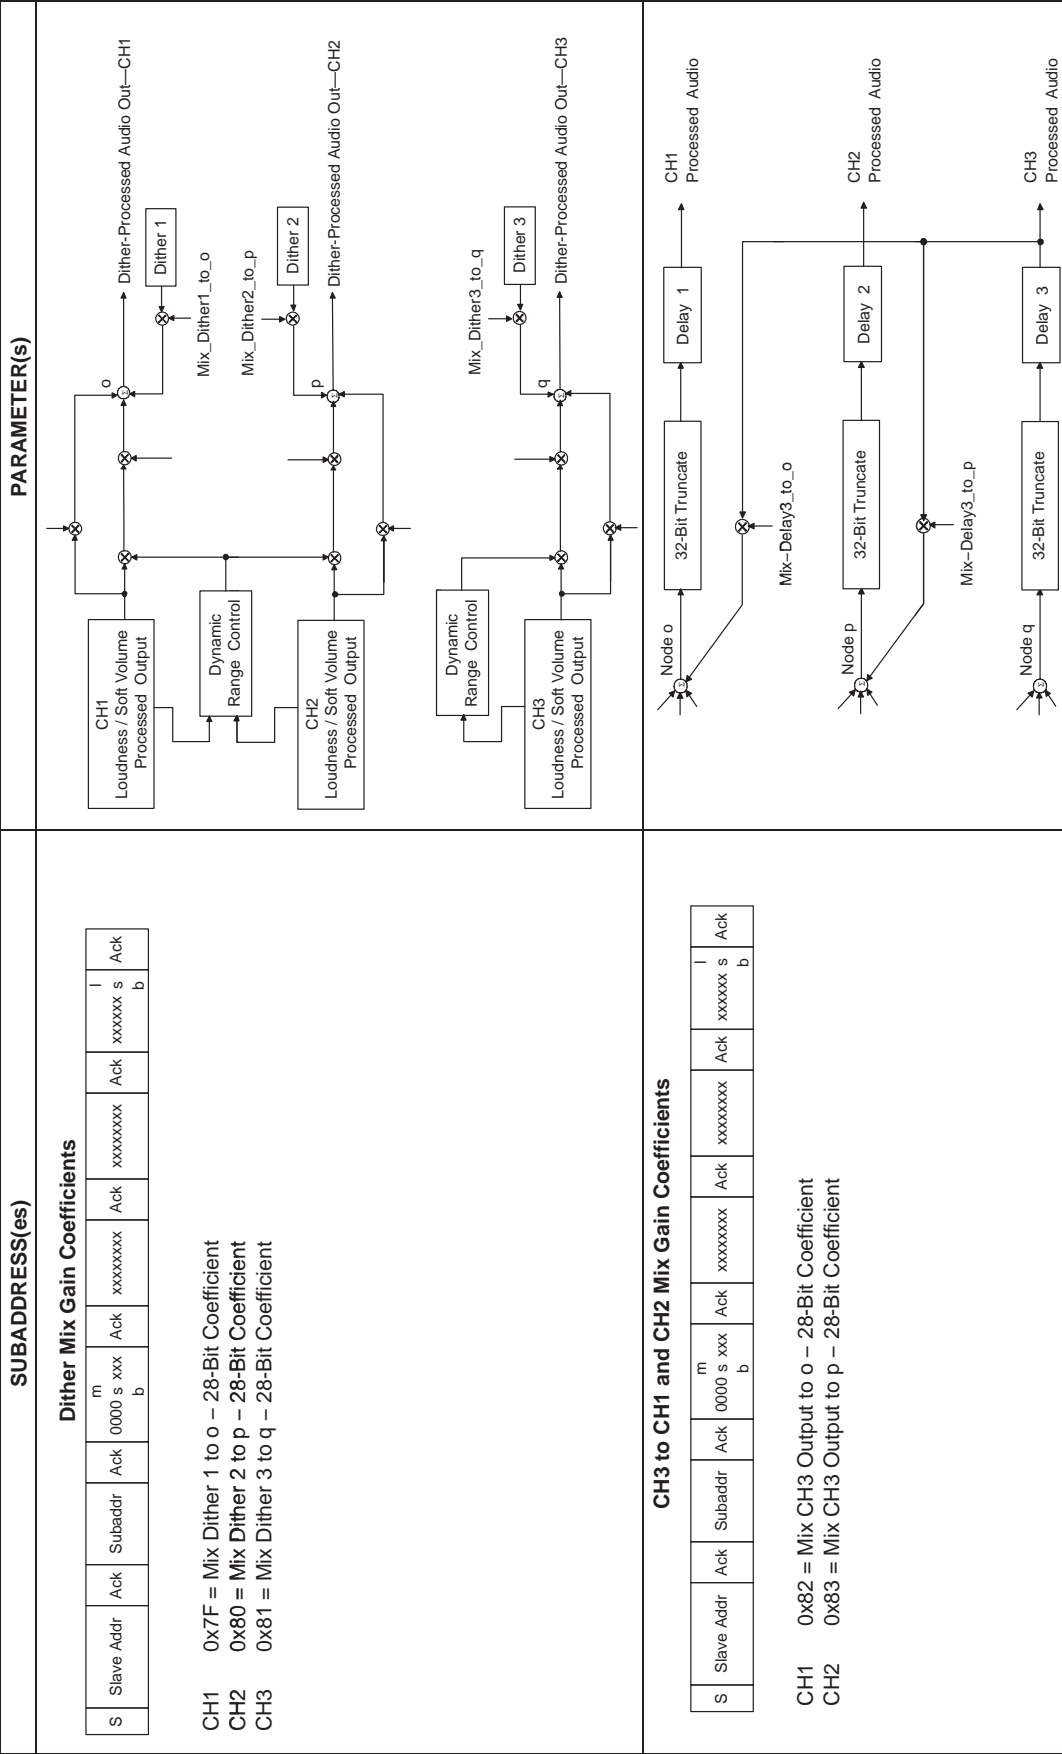 SUBADDRESS(es)
PARAMETER(s)
Dither Mix Gain Coefficients
S Slave Addr Ack Subaddr Ack 0000 s xxx Ack xxxxxxxx Ack xxxxxxxx Ack xxxxxx s Ack
m
b
l
b
CH1 0x7F = Mix Dither 1 to o – 28-Bit Coefficient
CH2 0x80 = Mix Dither 2 to p – 28-Bit Coefficient
CH3 0x81 = Mix Dither 3 to q – 28-Bit Coefficient
CH1
Loudness / Soft Volume
Processed Output
Dynamic
Range Control
CH2
Loudness / Soft Volume
Processed Output
o
Σ
Dither-Processed Audio Out—CH1
Dither 1
Mix_Dither1_to_o
Mix_Dither2_to_p
Dither 2
p
Σ
Dither-Processed Audio Out—CH2
Dynamic
Range Control
CH3
Loudness / Soft Volume
Processed Output
Mix_Dither3_to_q
Dither 3
q
Σ
Dither-Processed Audio Out—CH3
CH3 to CH1 and CH2 Mix Gain Coefficients
S Slave Addr Ack Subaddr Ack 0000 s xxx Ack xxxxxxxx Ack xxxxxxxx Ack xxxxxx s Ack
m
b
l
b
CH1 0x82 = Mix CH3 Output to o – 28-Bit Coefficient
CH2 0x83 = Mix CH3 Output to p – 28-Bit Coefficient
Node o
Σ
32-Bit Truncate
Delay 1
CH1
Processed Audio
Mix–Delay3_to_o
Node p
Σ
32-Bit Truncate
Delay 2
CH2
Processed Audio
Mix–Delay3_to_p
Node q
Σ
32-Bit Truncate
Delay 3
CH3
Processed Audio